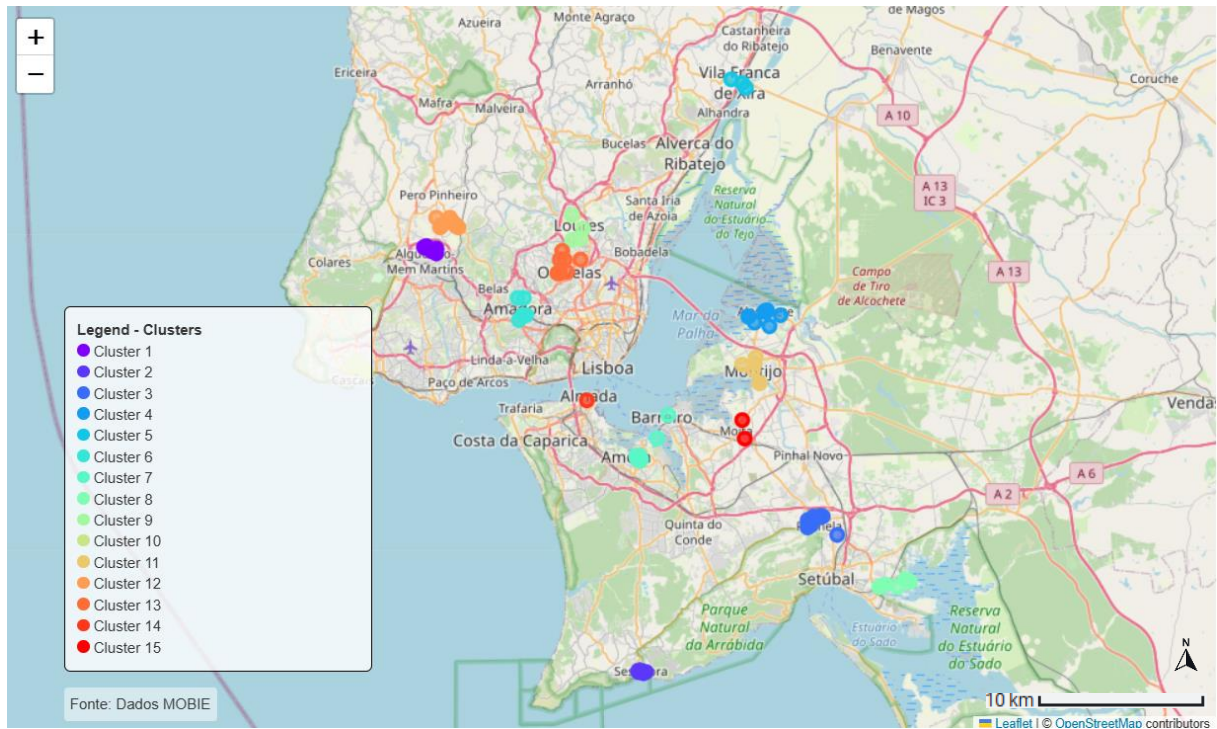 +
−
Azueira
Monte Agraço
de Magos
Castanheira
do Ribatejo
Benavente
Ericeira
Vila Franca
de Xira
Coruche
Arranhó
Mafra
Malveira
Alhandra
A 10
Bucelas
Alverca do
Ribatejo
A 13
IC 3
Pero Pinheiro
Reserva
Natural
do Estuário
do Tejo
Santa Iria
de Azoia
Loures
Colares
Mem Martins
Bobadela
Campo
de Tiro
de Alcochete
A 13
Belas
Amadora
Mar da
Palha
Linda-a-Velha
Lisboa
Montijo
Paço de Arcos
Almada
Trafaria
Barreiro
Vendas
Costa da Caparica
Moita
Pinhal Novo
A 6
A 2
Quinta do
Conde
Setúbal
Parque
Natural
da Arrábida
Estuário
do Sado
Reserva
Natural
do Estuário
do Sado
Legend - Clusters
Cluster 1
Cluster 2
Cluster 3
Cluster 4
Cluster 5
Cluster 6
Cluster 7
Cluster 8
Cluster 9
Cluster 10
Cluster 11
Cluster 12
Cluster 13
Cluster 14
Cluster 15
Fonte: Dados MOBIE
N
10 km
Leaflet | © OpenStreetMap contributors